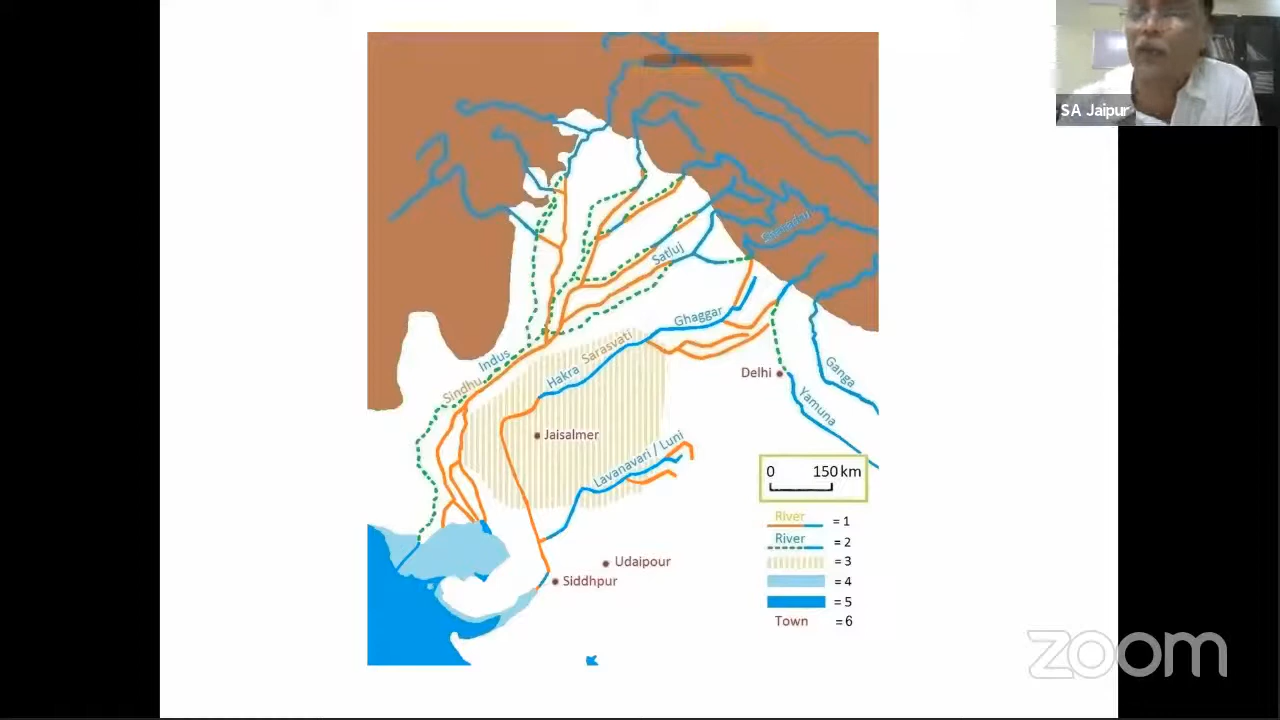 SA Jaipur
Satluj
Ghaggar
Sarasvati
Hakra
Indus
Sindhu
Delhi
Ganga
Yamuna
Jaisalmer
Lavanavari / Luni
0 150 km
River = 1
River = 2
= 3
= 4
= 5
Town = 6
Udaipour
Siddhpur
zoom